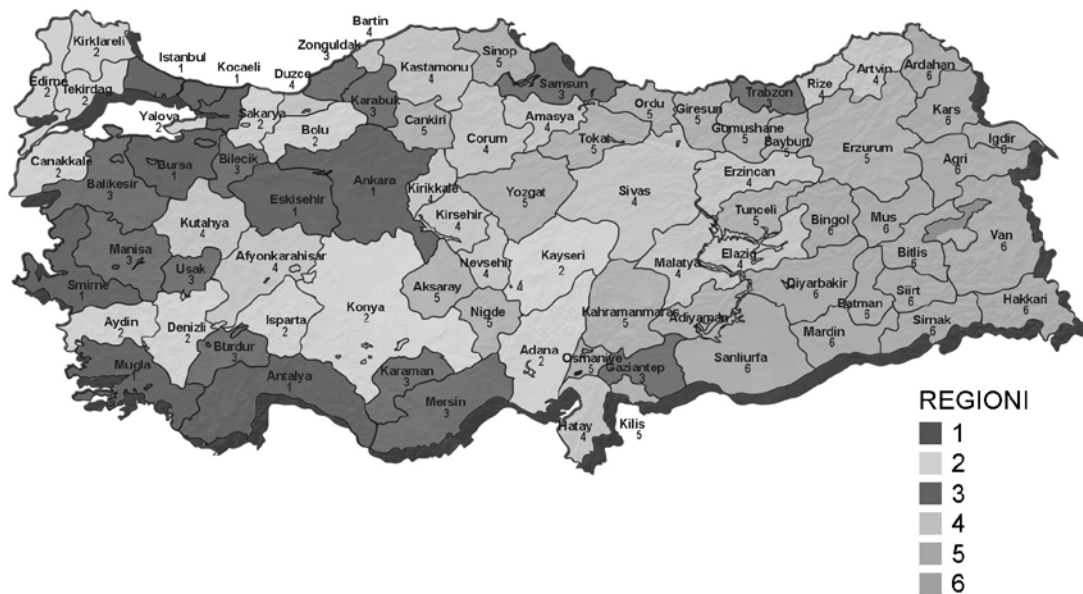 Bartin
4
Kirklareli
2
Istanbul
1
Kocaeli
1
Zonguldak
3
Duzce
4
Kastamonu
4
Sinop
5
Samsun
3
Edirne
2
Tekirdag
2
Yalova
2
Sakarya
2
Bolu
2
Karabuk
3
Cankiri
5
Corum
4
Amasya
4
Tokat
5
Ordu
5
Giresun
5
Trabzon
3
Gumushane
5
Bayburt
5
Rize
4
Artvin
4
Ardahan
6
Kars
6
Igdir
6
Canakkale
2
Balikesir
3
Bursa
1
Bilecik
3
Eskisehir
1
Ankara
1
Kirikkale
4
Kirsehir
4
Yozgat
5
Sivas
4
Erzincan
4
Erzurum
5
Agri
6
Kutahya
4
Manisa
3
Usak
3
Afyonkarahisar
4
Smirne
1
Aydin
2
Denizli
2
Isparta
2
Burdur
3
Mugla
1
Antalya
1
Konya
2
Karaman
3
Mersin
3
Aksaray
5
Nevsehir
4
4
Nigde
5
Kayseri
2
Adana
2
Malatya
4
Elazig
4
Tunceli
5
Bingol
6
Mus
6
Bitlis
6
Van
6
Kahramanmaras
5
Adiyaman
Diyarbakir
6
Batman
6
Siirt
6
Sirnak
6
Hakkari
6
Mardin
6
Sanliurfa
6
Osmaniye
5
Gaziantep
3
Kilis
5
Hatay
4
REGIONI
1
2
3
4
5
6